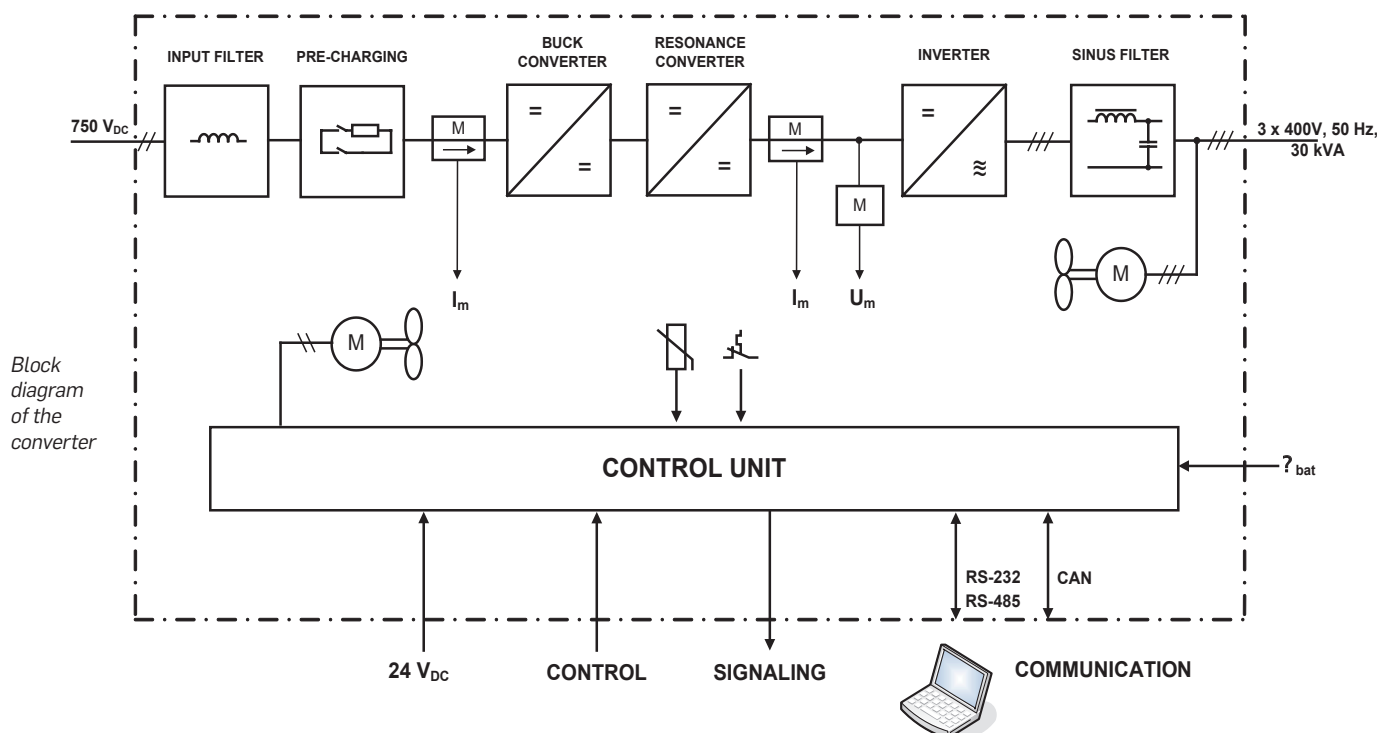 INPUT FILTER
PRE-CHARGING
BUCK
CONVERTER
RESONANCE
CONVERTER
INVERTER
SINUS FILTER
750 VDC
M
M
M
3 x 400V, 50 Hz,
30 kVA
Im
Im
Um
M
M
Block
diagram
of the
converter
CONTROL UNIT
?bat
RS-232
RS-485
CAN
24 VDC
CONTROL
SIGNALING
COMMUNICATION